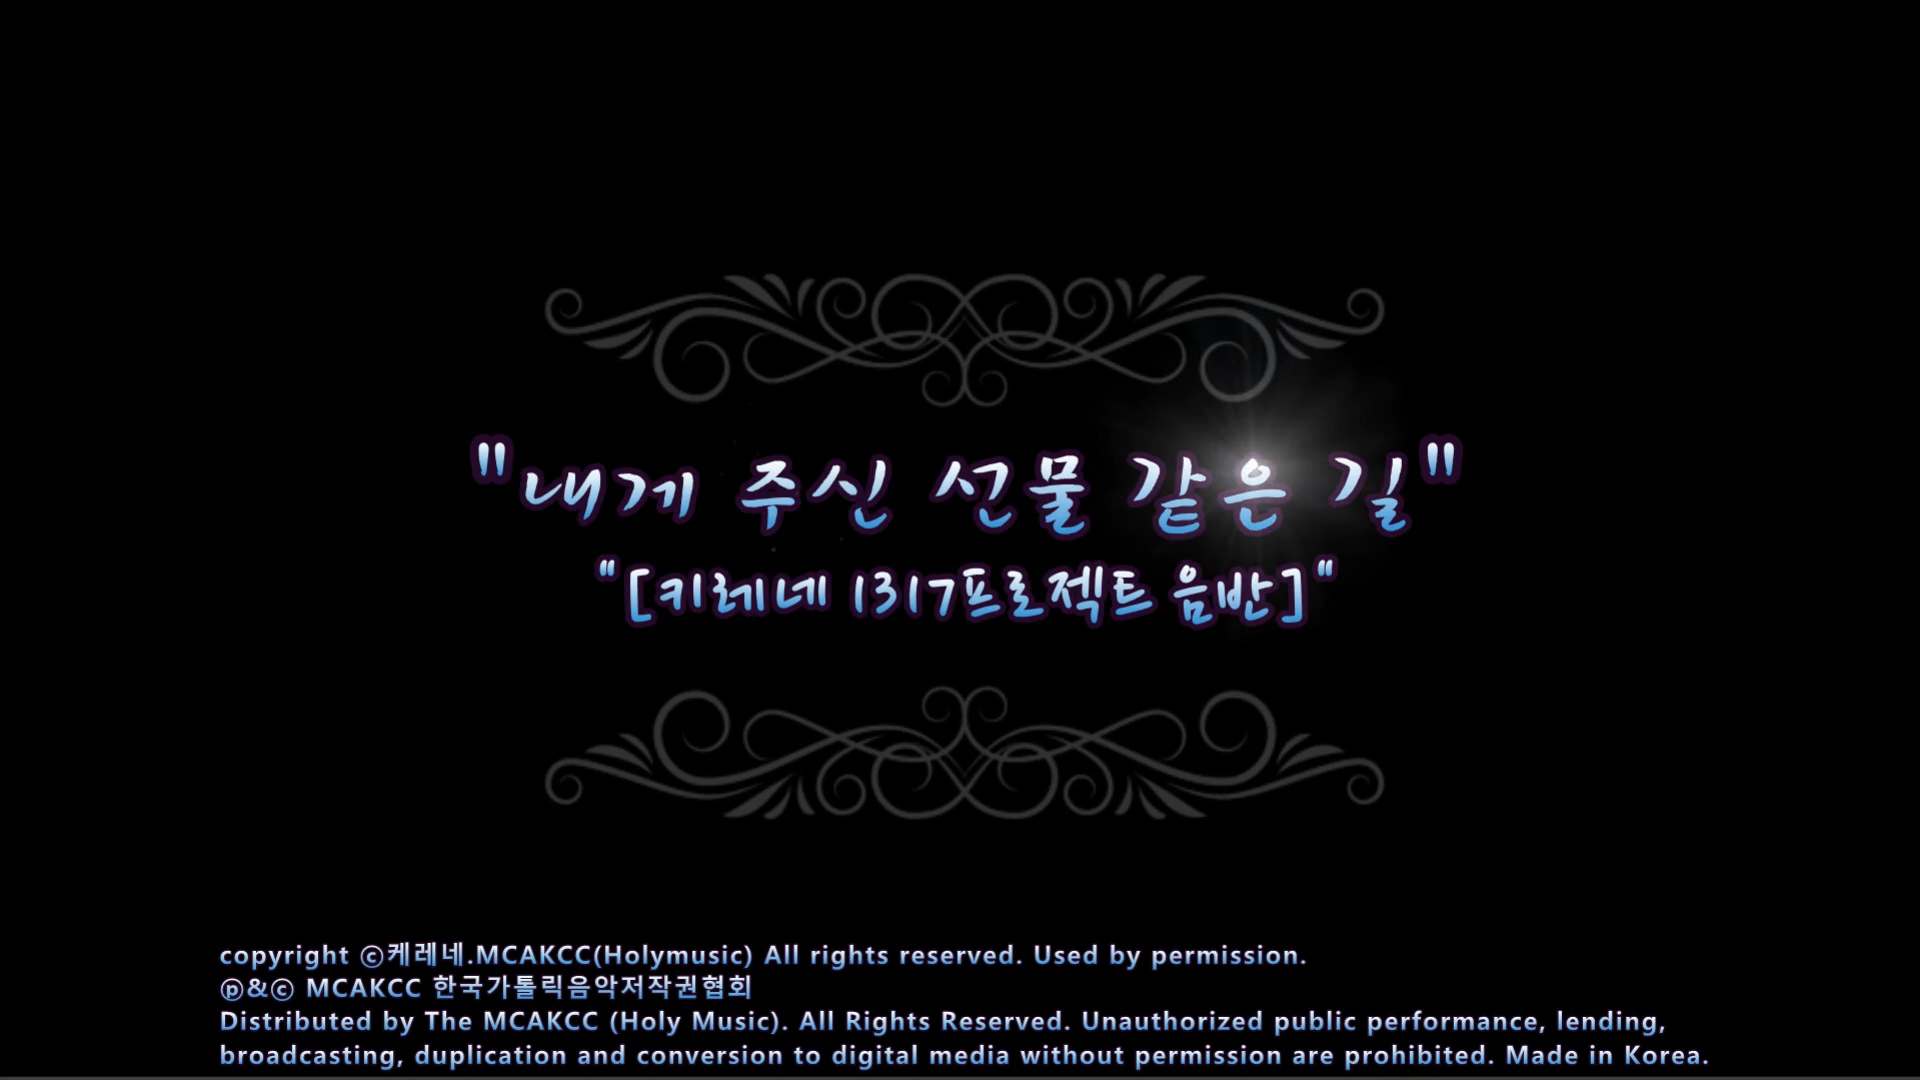 "내게 주신 선물 같은 길"
"[키레네 1317프로젝트 음반]"
copyright ⓒ케레네.MCAKCC(Holymusic) All rights reserved. Used by permission.
ⓟ&ⓒ MCAKCC 한국가톨릭음악저작권협회
Distributed by The MCAKCC (Holy Music). All Rights Reserved. Unauthorized public performance, lending,
broadcasting, duplication and conversion to digital media without permission are prohibited. Made in Korea.